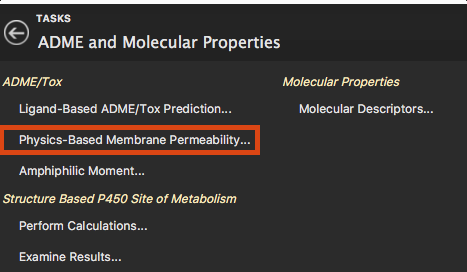 TASKS
ADME and Molecular Properties
ADME/Tox
Ligand-Based ADME/Tox Prediction...
Physics-Based Membrane Permeability...
Amphiphilic Moment...
Structure Based P450 Site of Metabolism
Perform Calculations...
Examine Results...
Molecular Properties
Molecular Descriptors...